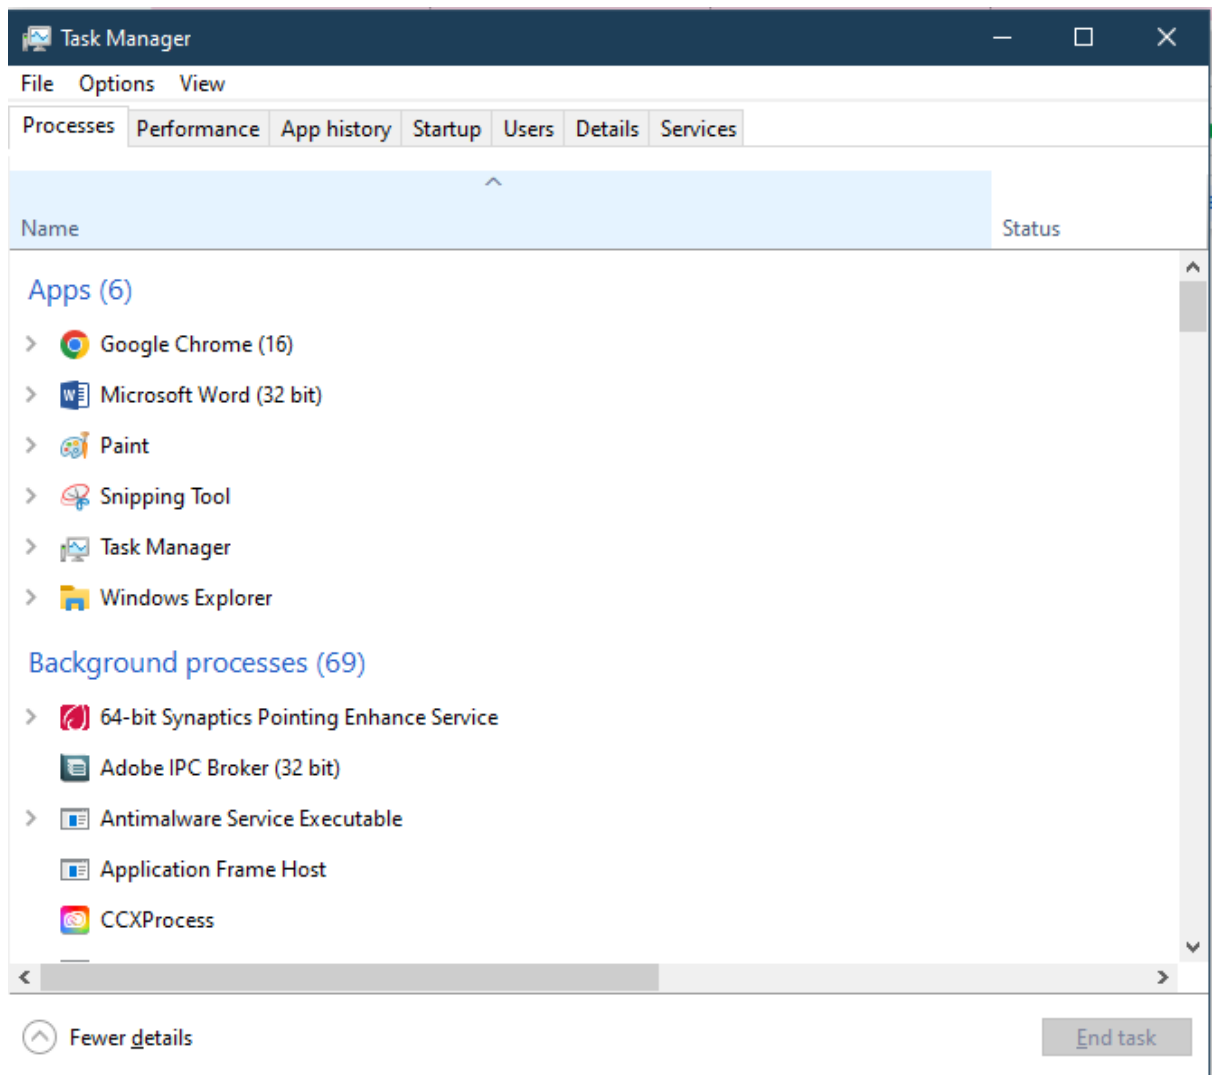 Task Manager
File Options View
Processes Performance App history Startup Users Details Services
Name Status
Apps (6)
Google Chrome (16)
Microsoft Word (32 bit)
Paint
Snipping Tool
Task Manager
Windows Explorer
Background processes (69)
64-bit Synaptics Pointing Enhance Service
Adobe IPC Broker (32 bit)
Antimalware Service Executable
Application Frame Host
CCXProcess
Fewer details End task